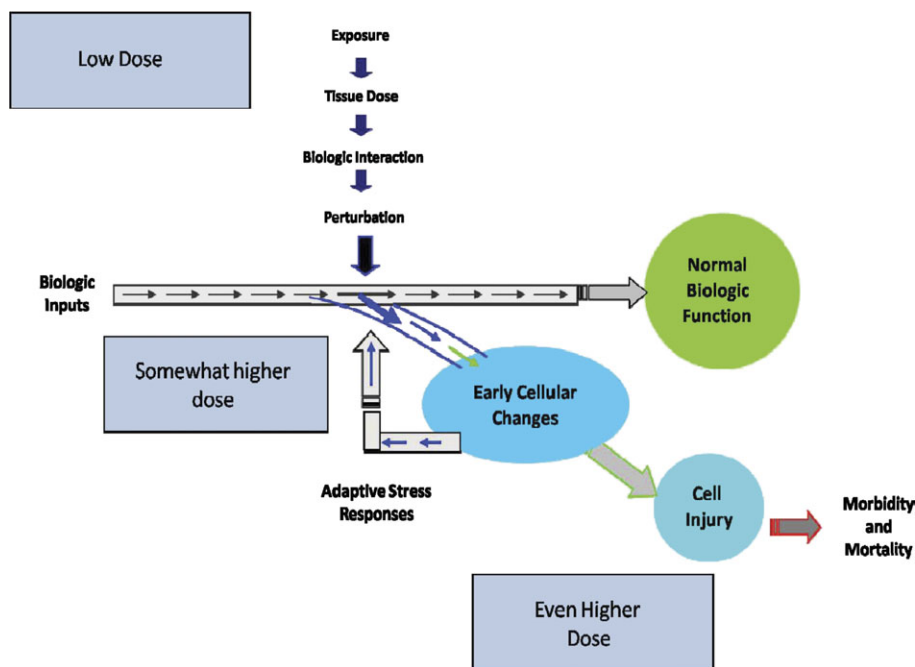 Low Dose
Exposure
Tissue Dose
Biologic Interaction
Perturbation
Biologic
Inputs
Normal
Biologic
Function
Somewhat higher
dose
Early Cellular
Changes
Adaptive Stress
Responses
Cell
Injury
Morbidity
and
Mortality
Even Higher
Dose